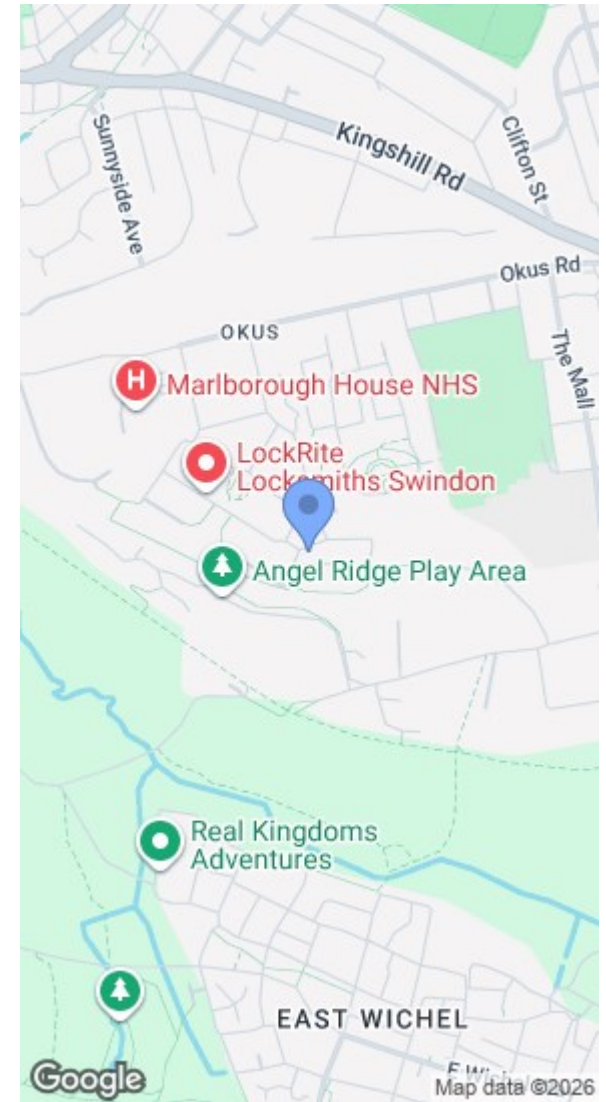 Sunnyside Ave
Kingshill Rd
Clifton St
Okus Rd
The Mall
OKUS
H
Marlborough House NHS
LockRite
Locksmiths Swindon
Angel Ridge Play Area
Real Kingdoms
Adventures
EAST WICHEL
Google
Map data ©2026